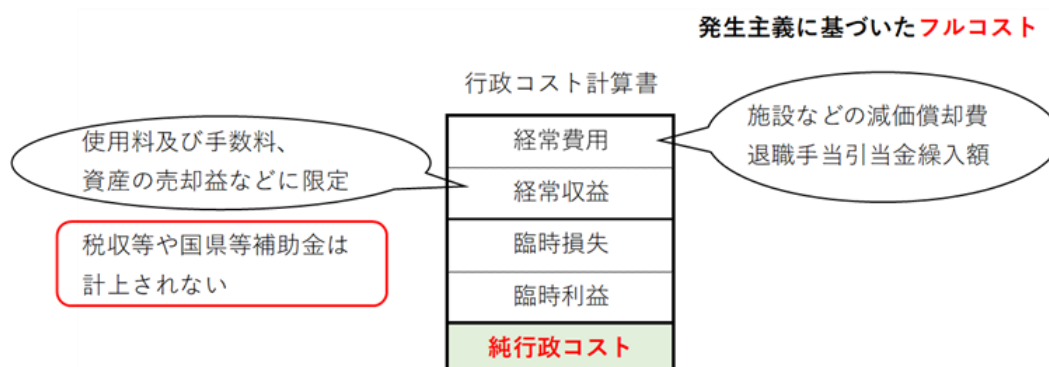 発生主義に基づいたフルコスト
行政コスト計算書
使用料及び手数料、
資産の売却益などに限定
税収等や国県等補助金は
計上されない
経常費用
経常収益
臨時損失
臨時利益
純行政コスト
施設などの減価償却費
退職手当引当金繰入額